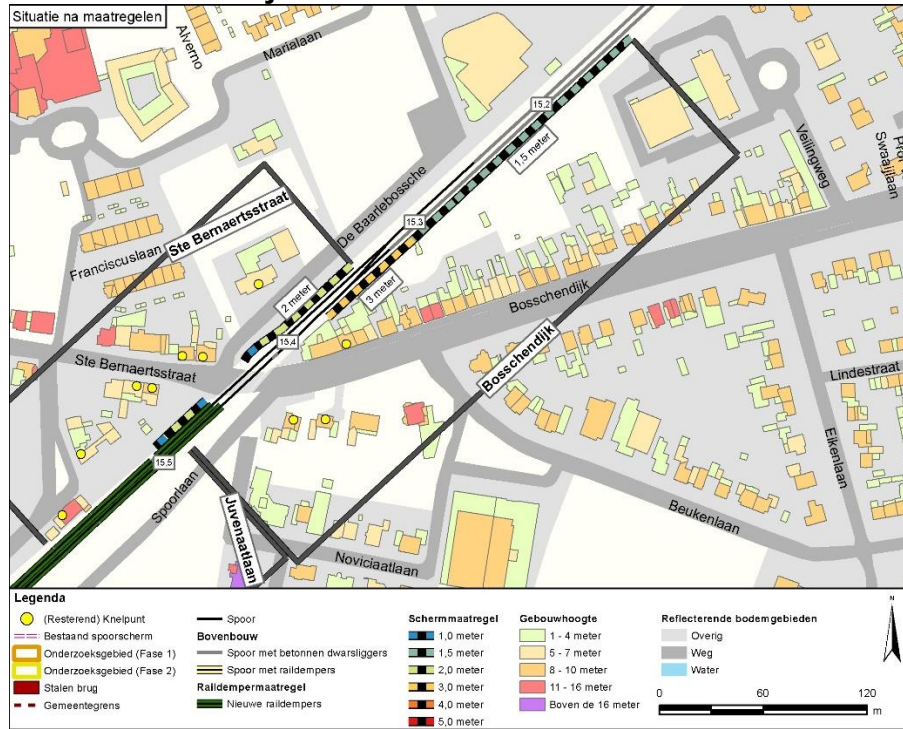 Situatie na maatregelen
Alverno
Marialaan
15,2
1,5 meter
Veilingweg
Swaaijlaan
De Baarlebossche
Ste Bernaertsstraat
15,3
Franciscuslaan
2 meter
3 meter
Bosschendijk
15,4
Ste Bernaertsstraat
Bosschendijk
Lindestraat
15,5
Spoorlaan
Eikenlaan
Beukenlaan
Juvenaatlaan
Noviciaatlaan
Legenda
(Resterend) Knelpunt
Bestaand spoorscherm
Onderzoeksgebied (Fase 1)
Onderzoeksgebied (Fase 2)
Stalen brug
Gemeentegrens
Spoor
Bovenbouw
Spoor met betonnen dwarsliggers
Spoor met raildempers
Raildempermaatregel
Nieuwe raildempers
Schermmaatregel
1,0 meter
1,5 meter
2,0 meter
3,0 meter
4,0 meter
5,0 meter
Gebouwhoogte
1 - 4 meter
5 - 7 meter
8 - 10 meter
11 - 16 meter
Boven de 16 meter
Reflecterende bodemgebieden
Overig
Weg
Water
N
0 60 120
m